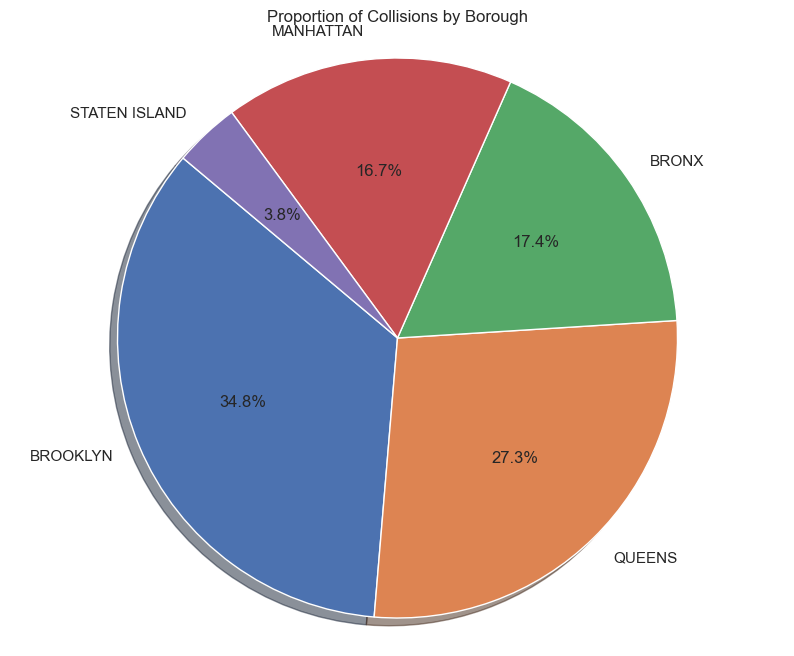 Proportion of Collisions by Borough
MANHATTAN
STATEN ISLAND
BRONX
16.7%
3.8%
17.4%
34.8%
BROOKLYN
27.3%
QUEENS